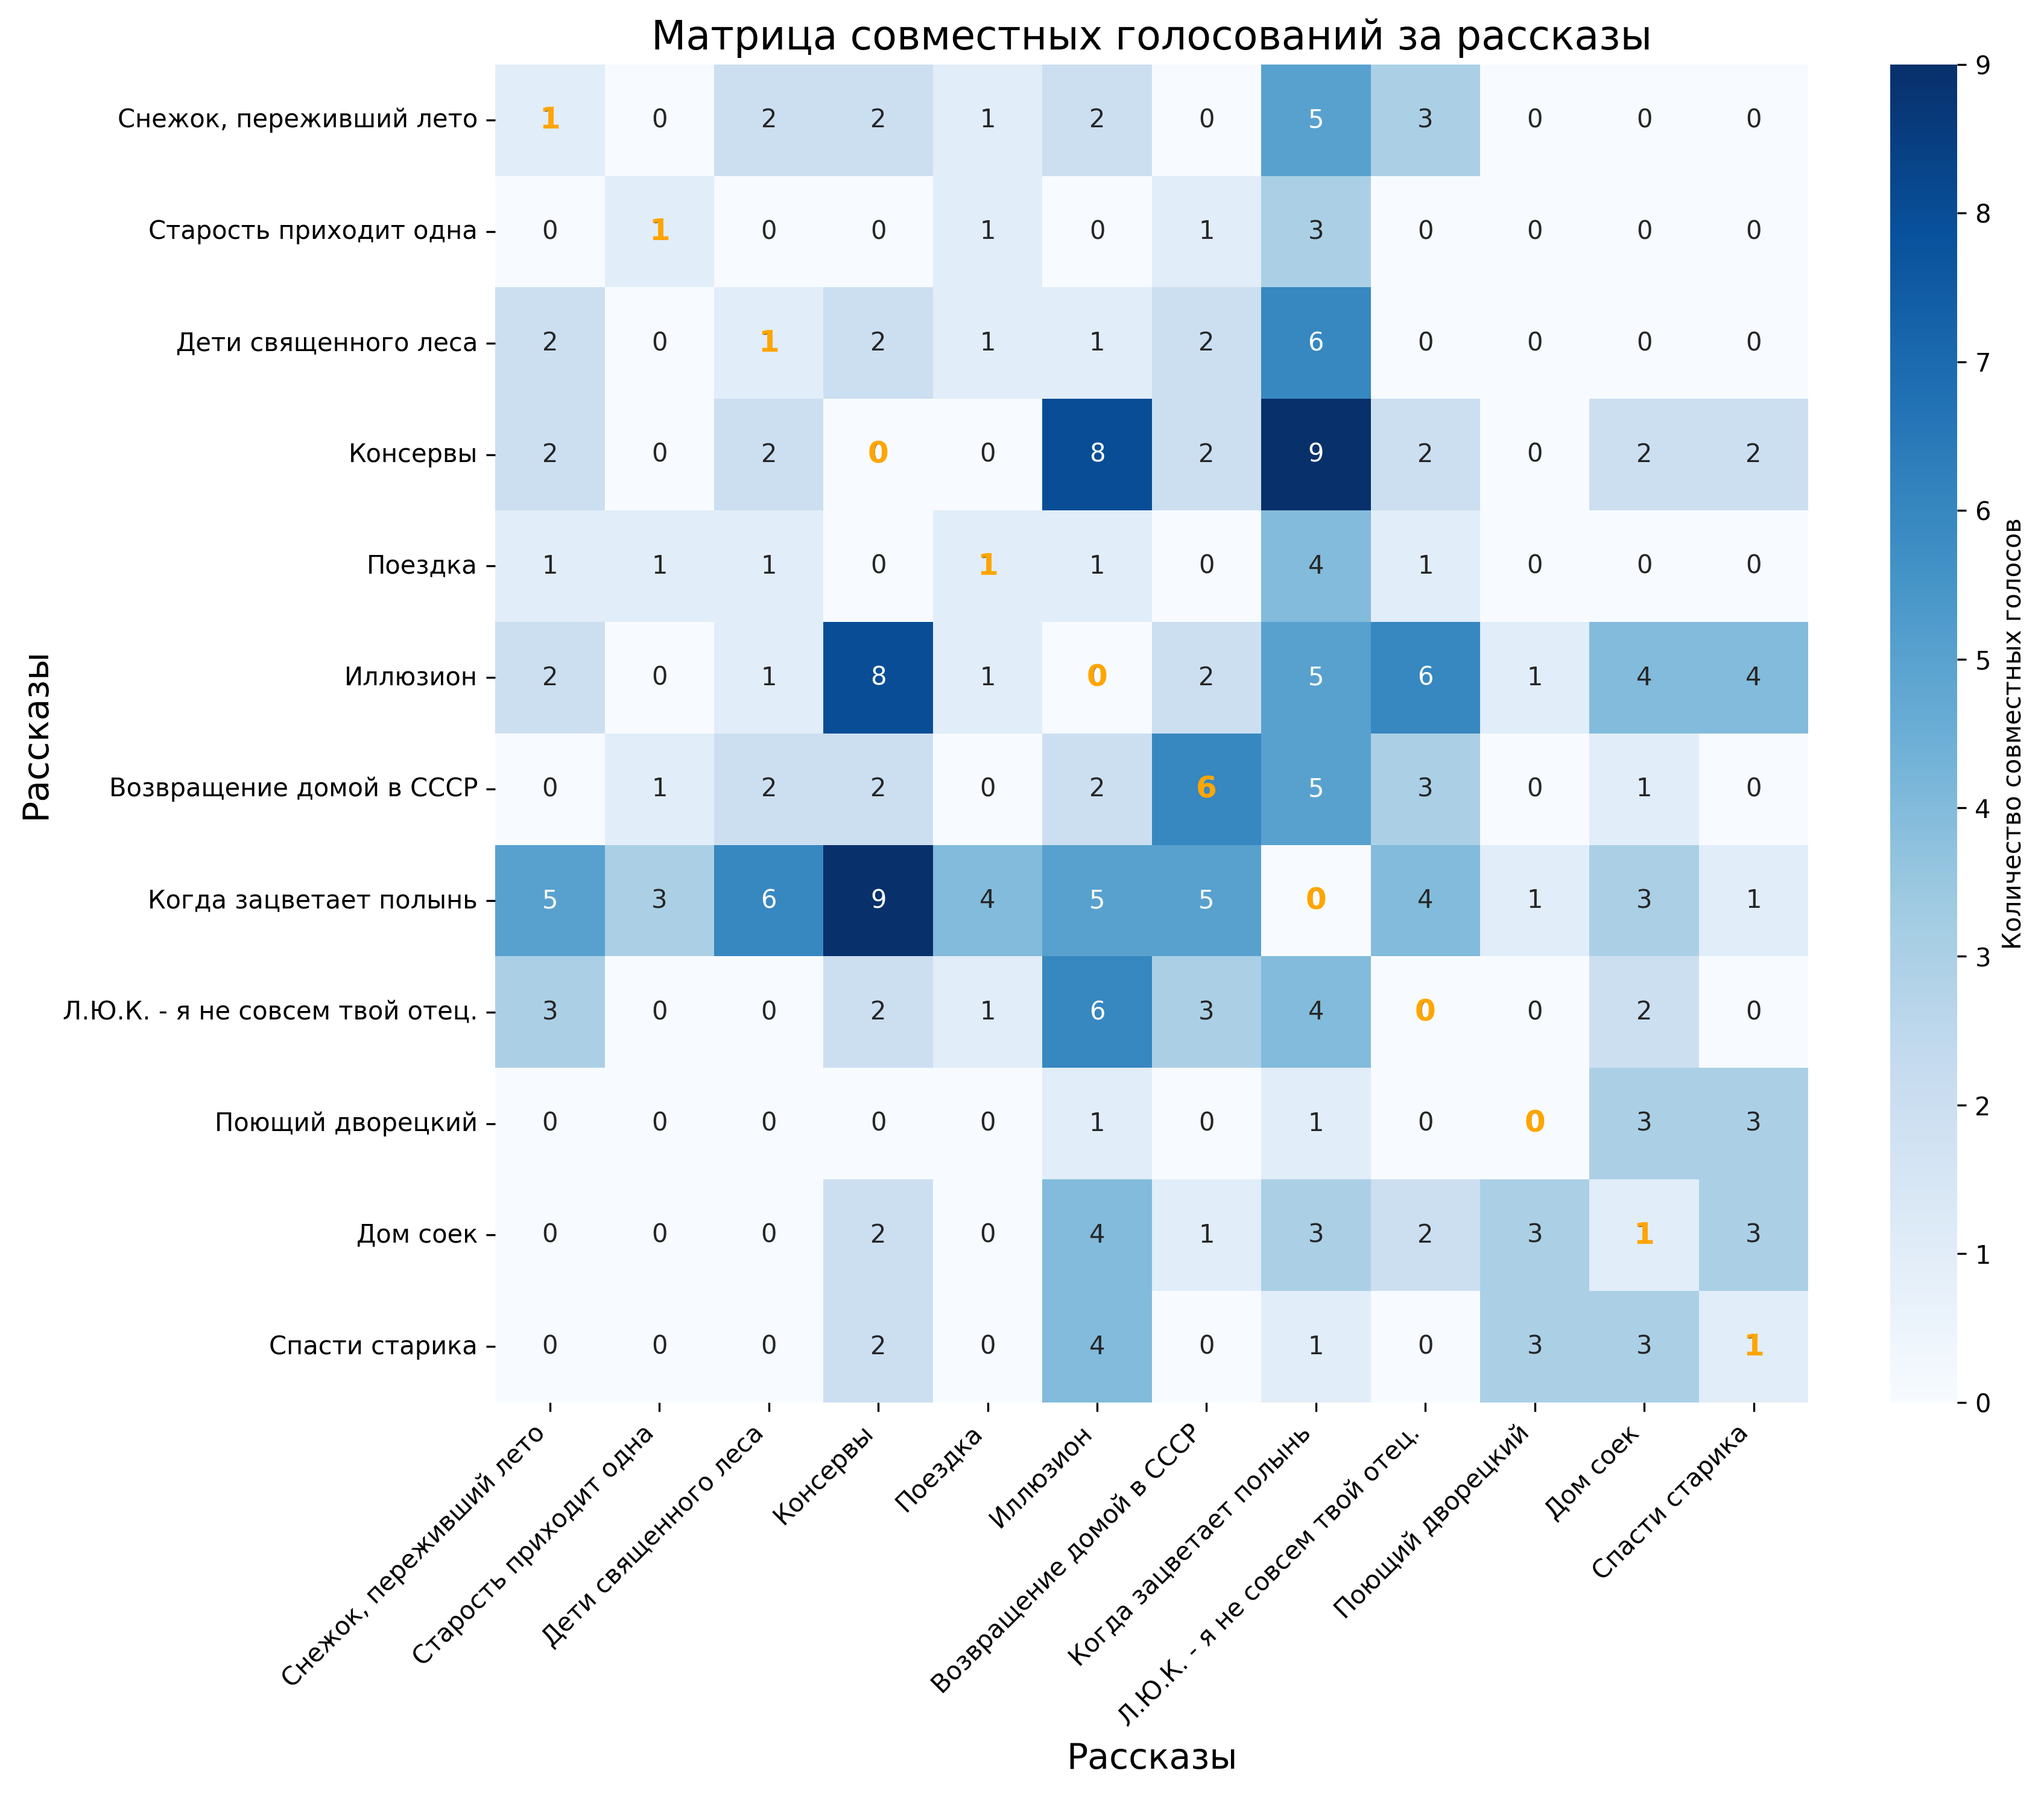 Матрица совместных голосований за рассказы
Снежок, переживший лето 1 0 2 2 1 2 0 5 3 0 0 0
Старость приходит одна 0 1 0 0 1 0 1 3 0 0 0 0
Дети священного леса 2 0 1 2 1 1 2 6 0 0 0 0
Консервы 2 0 2 0 0 8 2 9 2 0 2 2
Поездка 1 1 1 0 1 1 0 4 1 0 0 0
Иллюзион 2 0 1 8 1 0 2 5 6 1 4 4
Возвращение домой в СССР 0 1 2 2 0 2 6 5 3 0 1 0
Когда зацветает полынь 5 3 6 9 4 5 5 0 4 1 3 1
Л.Ю.К. - я не совсем твой отец. 3 0 0 2 1 6 3 4 0 0 2 0
Поющий дворецкий 0 0 0 0 0 1 0 1 0 0 3 3
Дом соек 0 0 0 2 0 4 1 3 2 3 1 3
Спасти старика 0 0 0 2 0 4 0 1 0 3 3 1
Рассказы
Снежок, переживший лето
Старость приходит одна
Дети священного леса
Консервы
Поездка
Иллюзион
Возвращение домой в СССР
Когда зацветает полынь
Л.Ю.К. - я не совсем твой отец.
Поющий дворецкий
Дом соек
Спасти старика
Рассказы
9
8
7
6
5
4
3
2
1
0
Количество совместных голосов